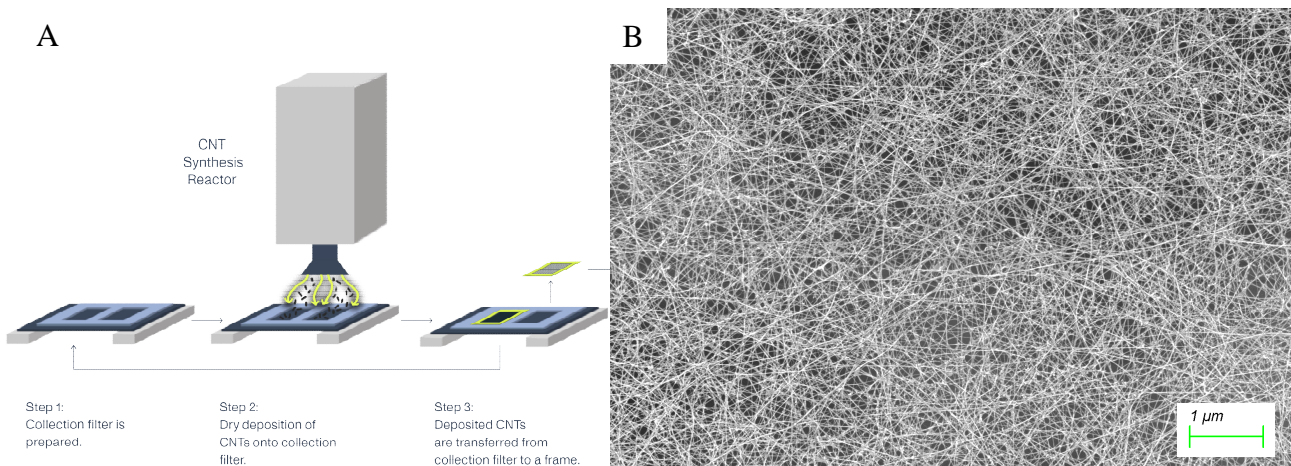 A
CNT
Synthesis
Reactor
Step 1:
Collection filter is
prepared.
Step 2:
Dry deposition of
CNTs onto collection
filter.
Step 3:
Deposited CNTs
are transferred from
collection filter to a frame.
B
1 µm